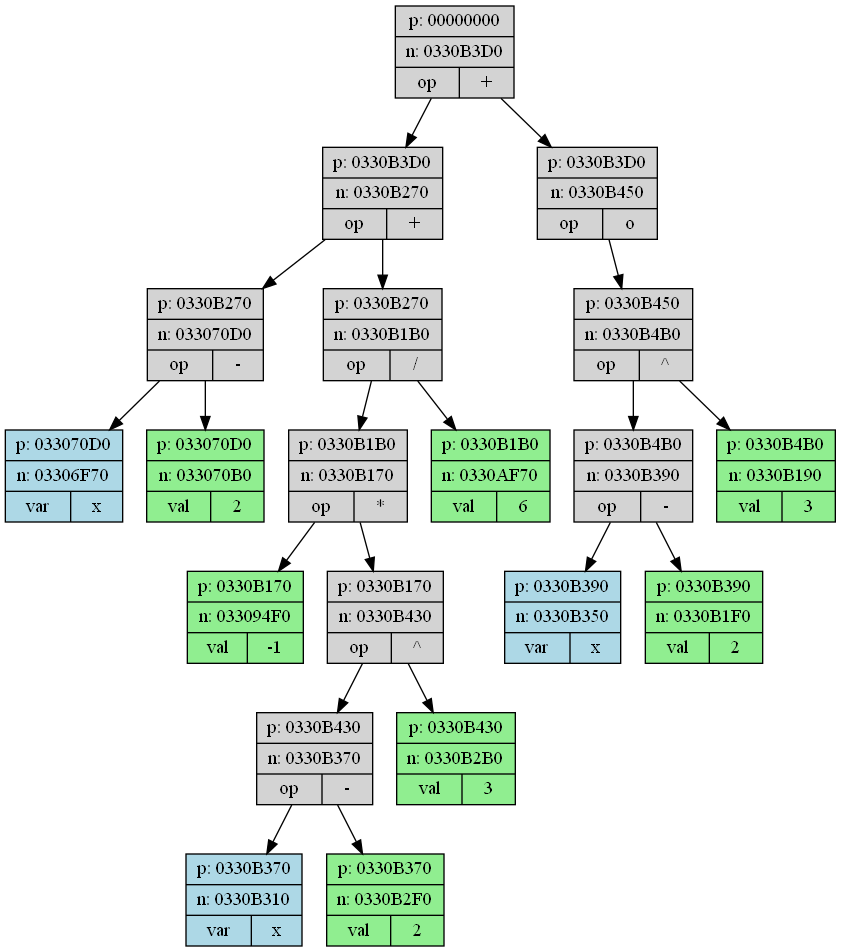 p: 00000000
n: 0330B3D0
op +
p: 0330B3D0
n: 0330B270
op +
p: 0330B3D0
n: 0330B450
op o
p: 0330B270
n: 033070D0
op -
p: 0330B270
n: 0330B1B0
op /
p: 0330B450
n: 0330B4B0
op ^
p: 033070D0
n: 03306F70
var x
p: 033070D0
n: 033070B0
val 2
p: 0330B1B0
n: 0330B170
op *
p: 0330B1B0
n: 0330AF70
val 6
p: 0330B4B0
n: 0330B390
op -
p: 0330B4B0
n: 0330B190
val 3
p: 0330B170
n: 033094F0
val -1
p: 0330B170
n: 0330B430
op ^
p: 0330B390
n: 0330B350
var x
p: 0330B390
n: 0330B1F0
val 2
p: 0330B430
n: 0330B370
op -
p: 0330B430
n: 0330B2B0
val 3
p: 0330B370
n: 0330B310
var x
p: 0330B370
n: 0330B2F0
val 2